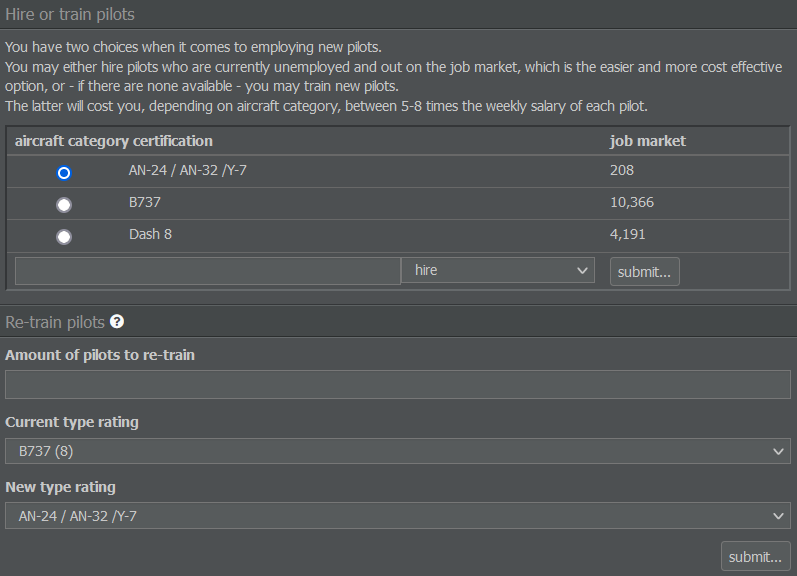 Hire or train pilots
You have two choices when it comes to employing new pilots.
You may either hire pilots who are currently unemployed and out on the job market, which is the easier and more cost effective
option, or - if there are none available - you may train new pilots.
The latter will cost you, depending on aircraft category, between 5-8 times the weekly salary of each pilot.
aircraft category certification job market
AN-24 / AN-32 /Y-7 208
B737 10,366
Dash 8 4,191
hire submit...
Re-train pilots ?
Amount of pilots to re-train
Current type rating
B737 (8)
New type rating
AN-24 / AN-32 /Y-7
submit...